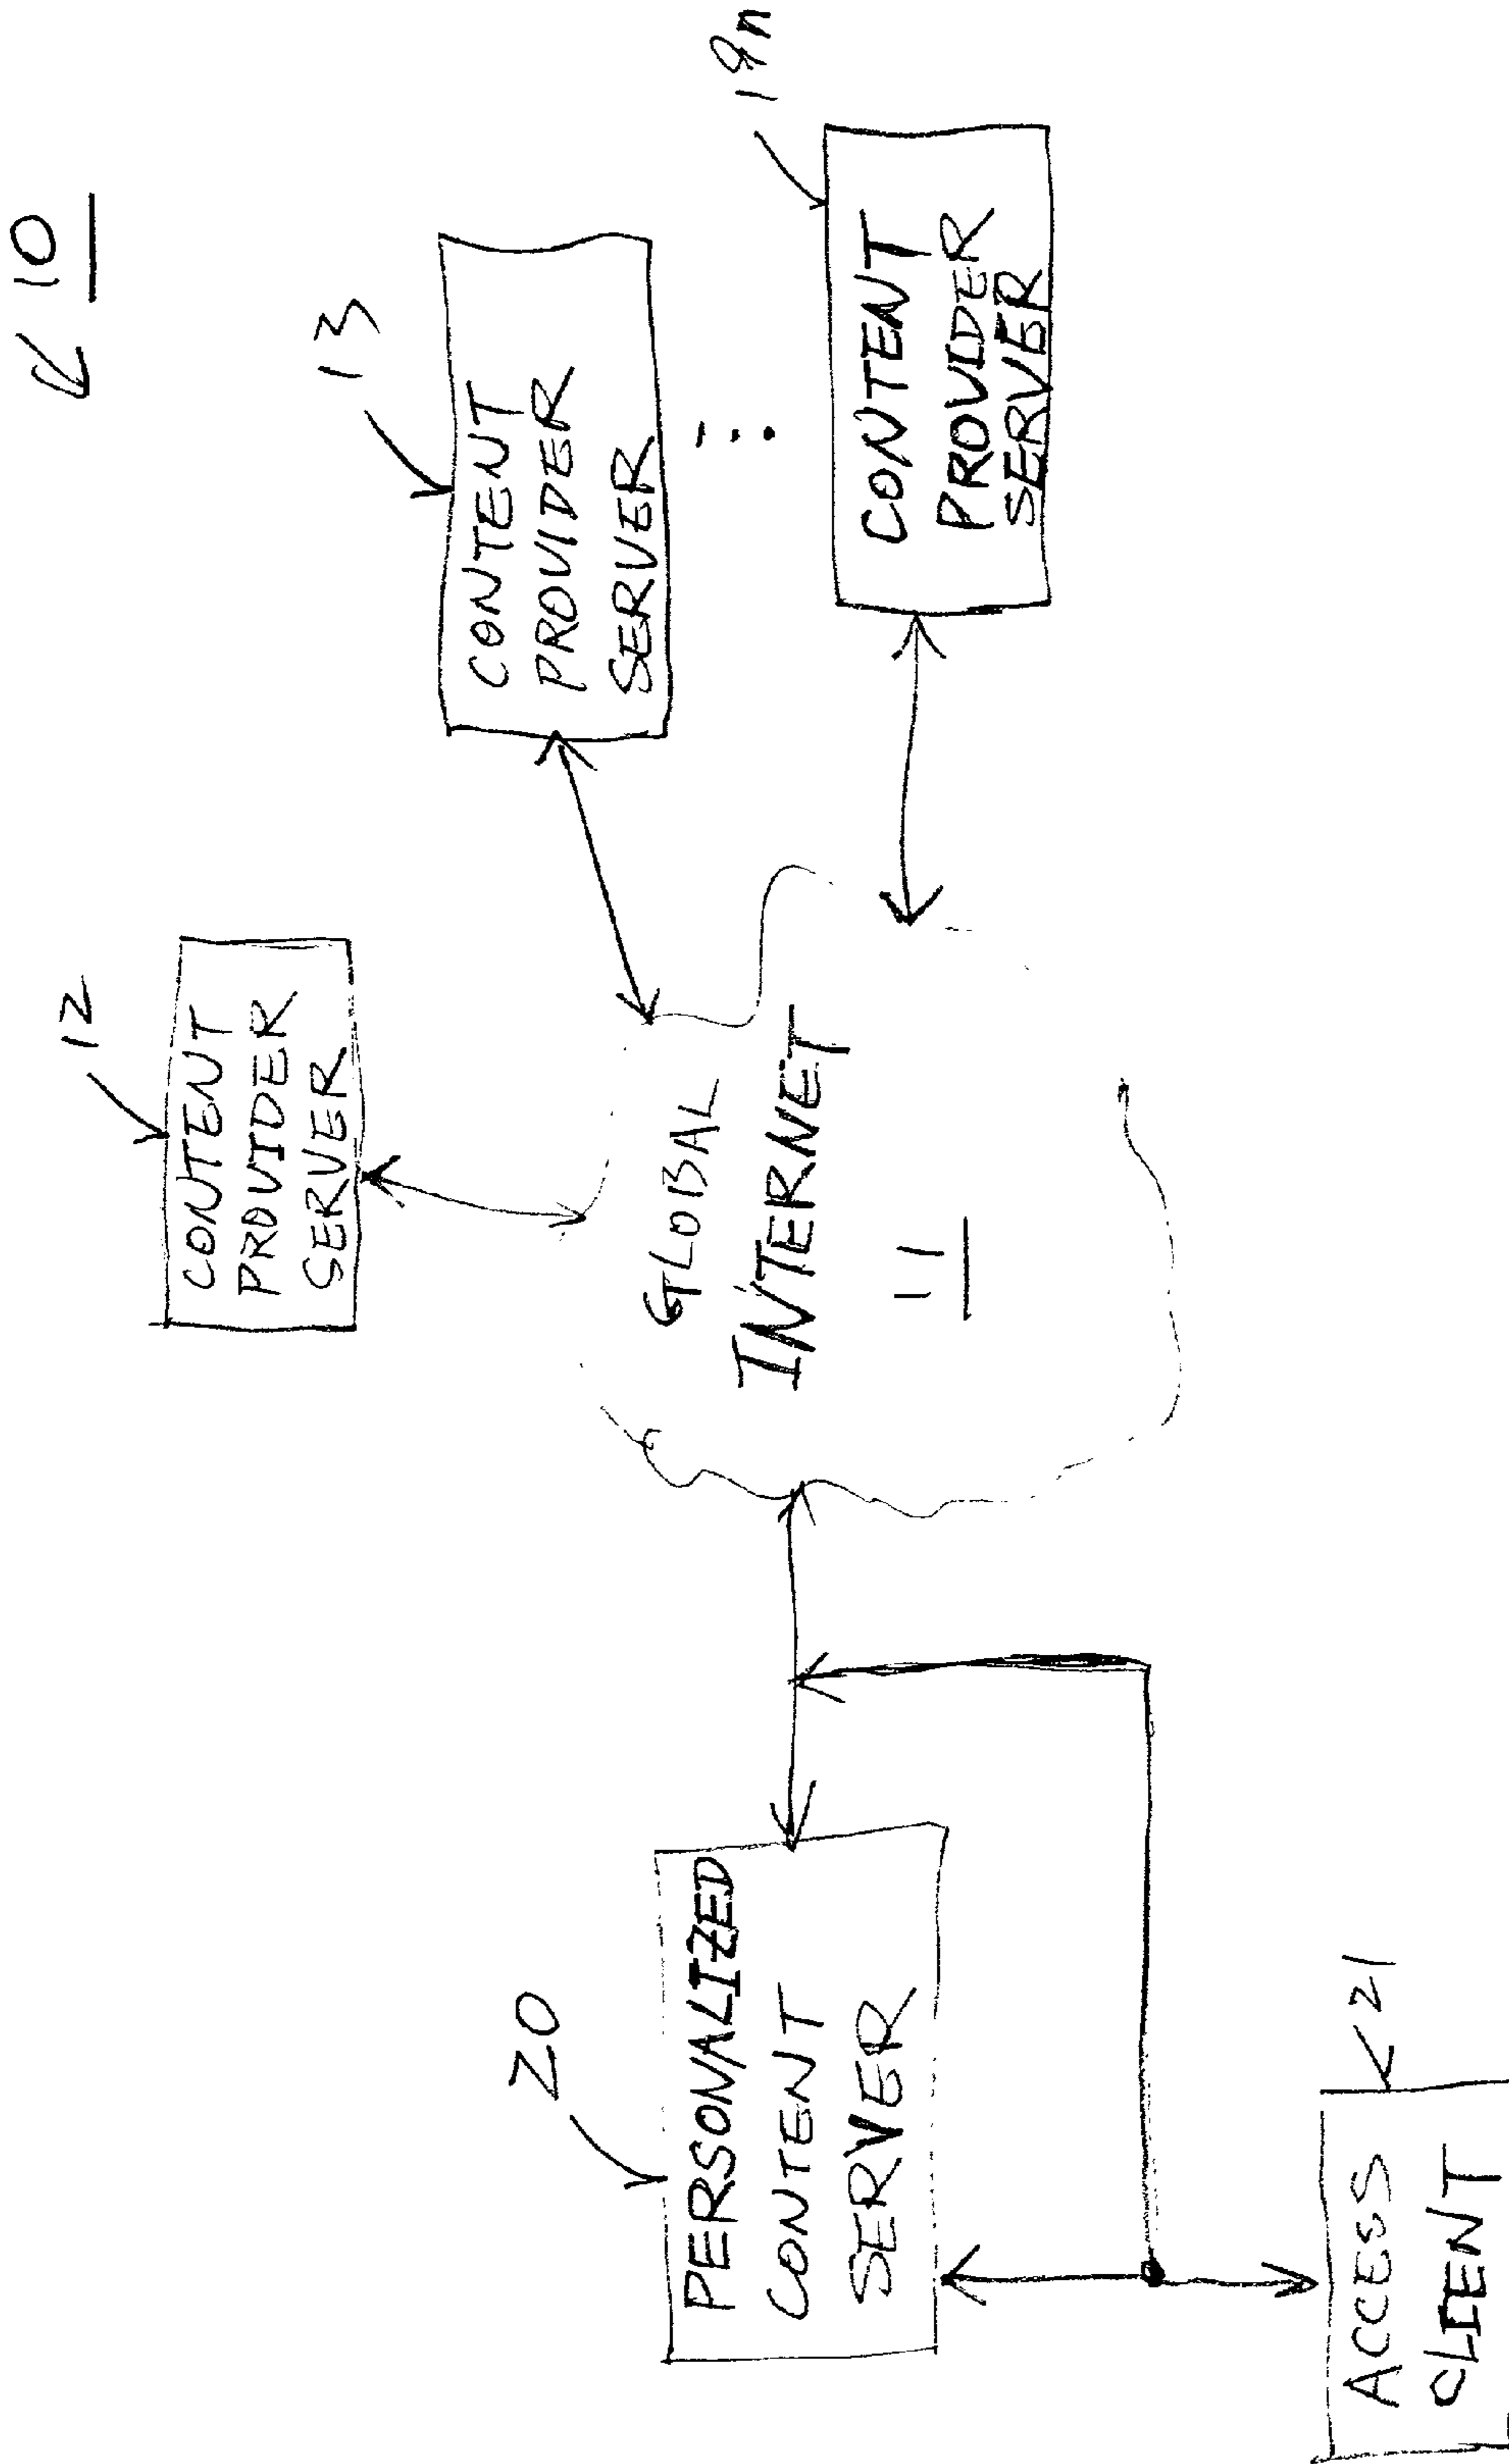 10
12
CONTENT
PROVIDER
SERVER
13
CONTENT
PROVIDER
SERVER
20
PERSONALIZED
CONTENT
SERVER
GLOBAL
INTERNET
11
CONTENT
PROVIDER
SERVER
ACCESS
CLIENT
21